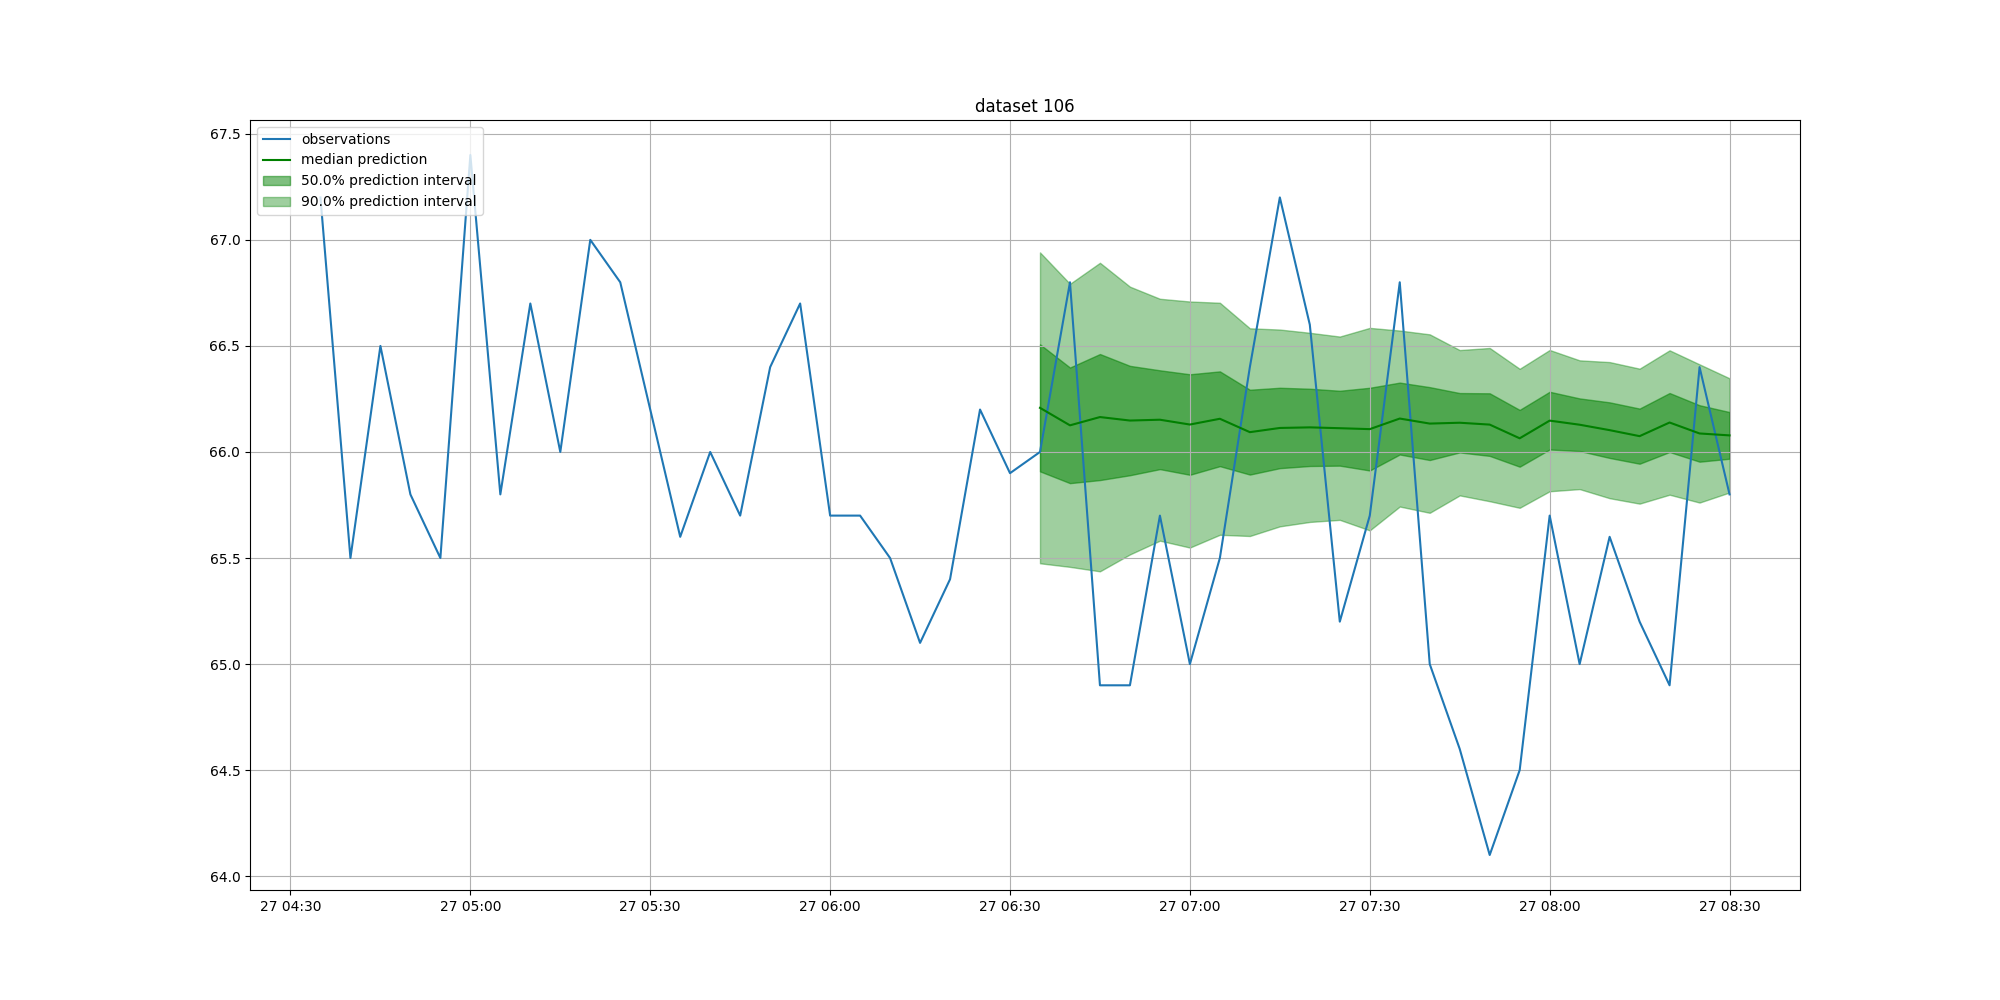 dataset 106
observations
median prediction
50.0% prediction interval
90.0% prediction interval
67.5
67.0
66.5
66.0
65.5
65.0
64.5
64.0
27 04:30 27 05:00 27 05:30 27 06:00 27 06:30 27 07:00 27 07:30 27 08:00 27 08:30